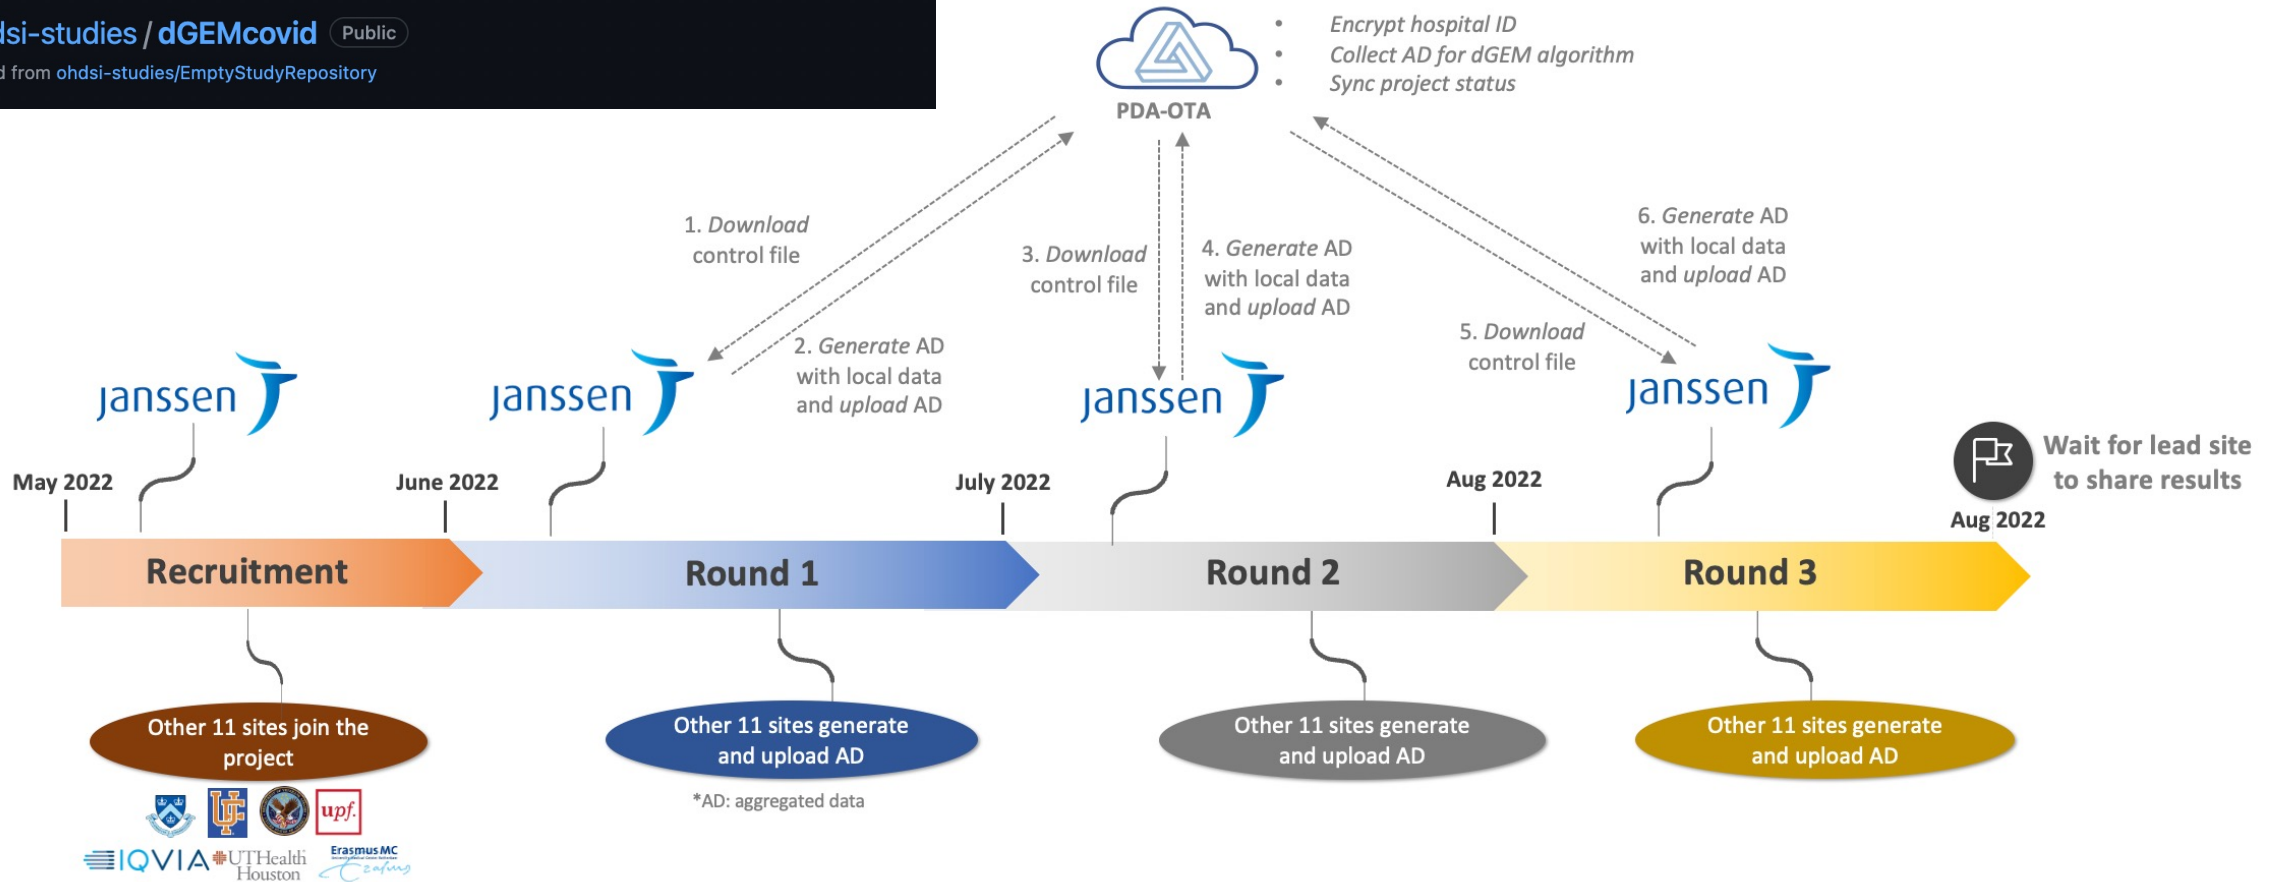 dsi-studies / dGEMcovid Public
d from ohdsi-studies/EmptyStudyRepository
• Encrypt hospital ID
• Collect AD for dGEM algorithm
• Sync project status
PDA-OTA
1. Download
control file
2. Generate AD
with local data
and upload AD
3. Download
control file
4. Generate AD
with local data
and upload AD
5. Download
control file
6. Generate AD
with local data
and upload AD
janssen
janssen
janssen
janssen
May 2022
June 2022
July 2022
Aug 2022
Wait for lead site
to share results
Aug 2022
Recruitment
Round 1
Round 2
Round 3
Other 11 sites join the
project
Other 11 sites generate
and upload AD
Other 11 sites generate
and upload AD
Other 11 sites generate
and upload AD
*AD: aggregated data
UF
upf.
IQVIA
UTHealth
Houston
Erasmus MC
Erasmus